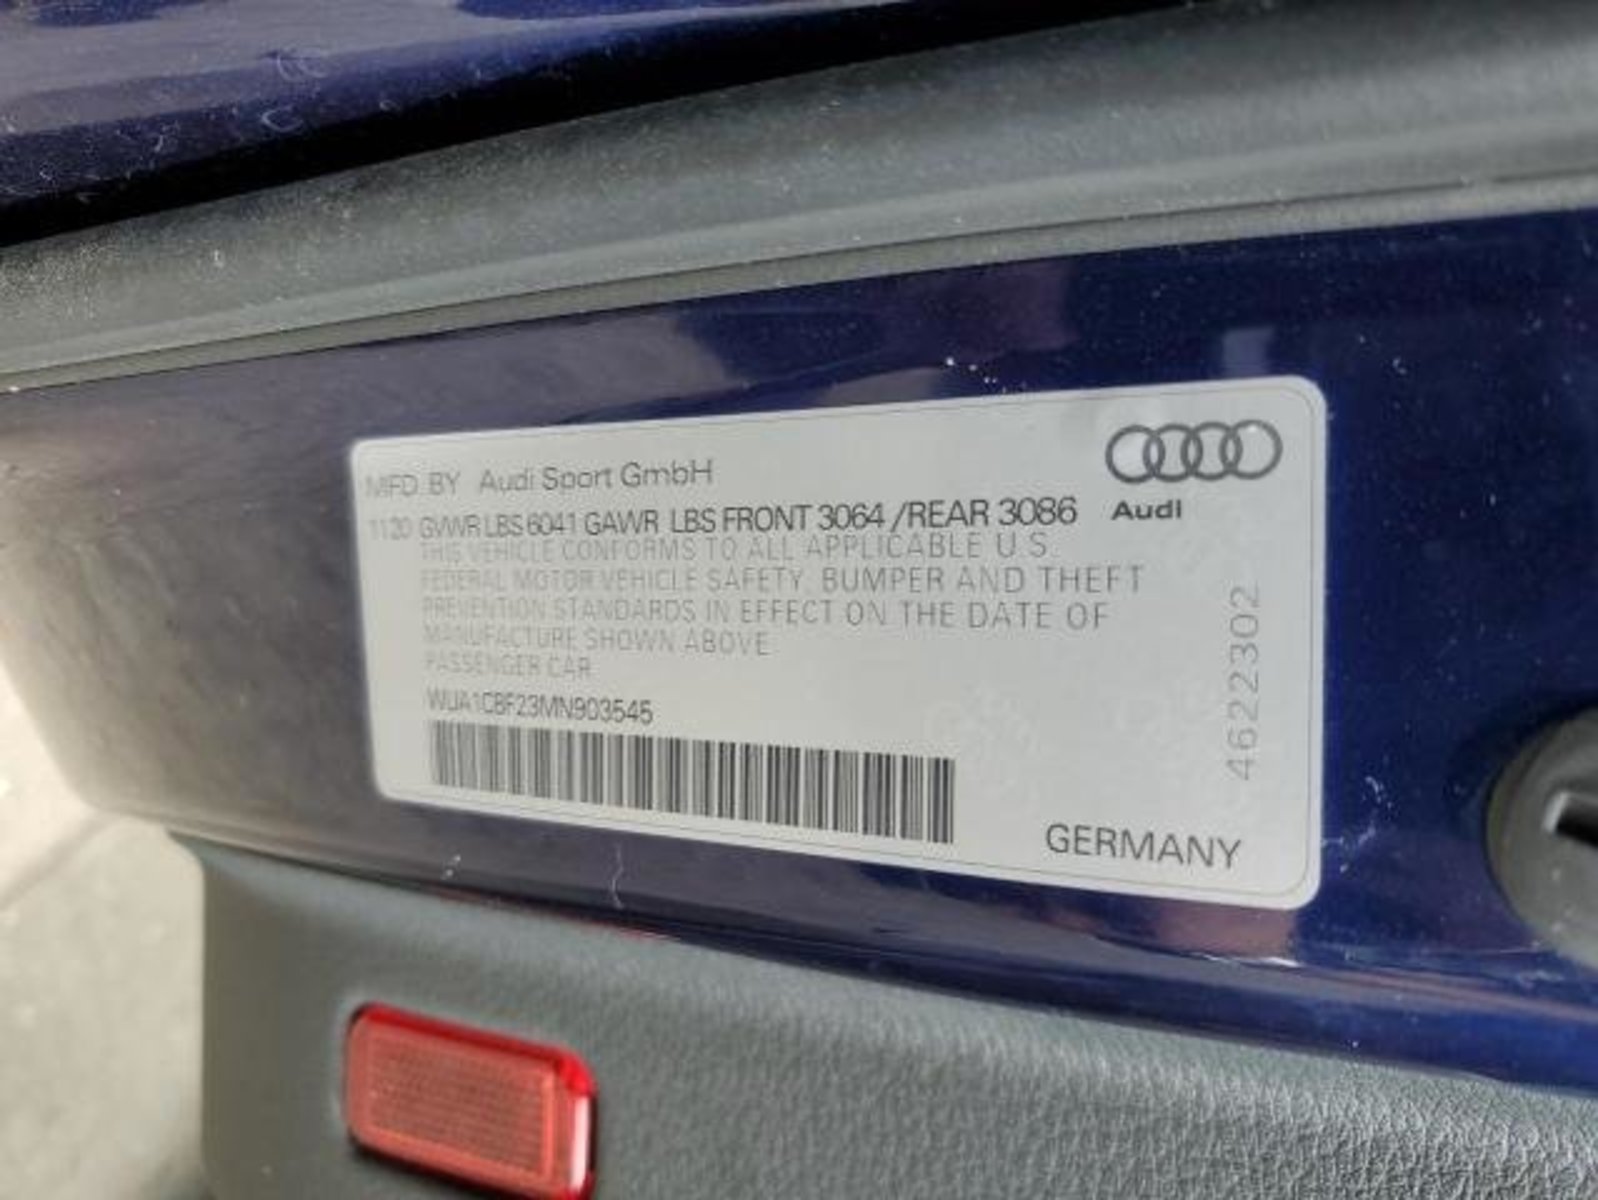 MFD. BY Audi Sport GmbH
1120 GVWR LBS 6041 GAWR LBS FRONT 3064 /REAR 3086
Audi
THIS VEHICLE CONFORMS TO ALL APPLICABLE U S
FEDERAL MOTOR VEHICLE SAFETY, BUMPER AND THEFT
PREVENTION STANDARDS IN EFFECT ON THE DATE OF
MANUFACTURE SHOWN ABOVE
PASSENGER CAR
WUA1CBF23MN903545
46223302
GERMANY